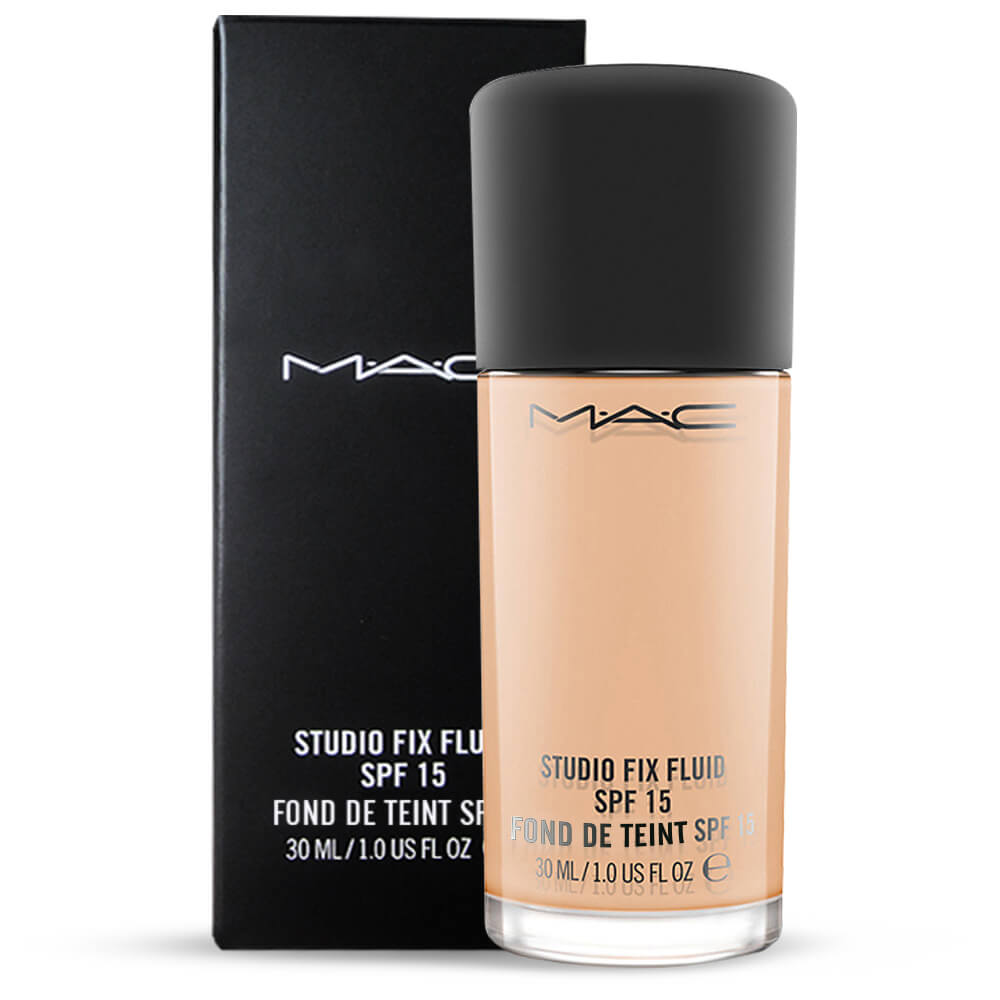 M·A·C
STUDIO FIX FLU
SPF 15
FOND DE TEINT SP
30 ML / 1.0 US FL OZ
M·A·C
STUDIO FIX FLUID
SPF 15
FOND DE TEINT SPF 15
30 ML / 1.0 US FL OZ ℮